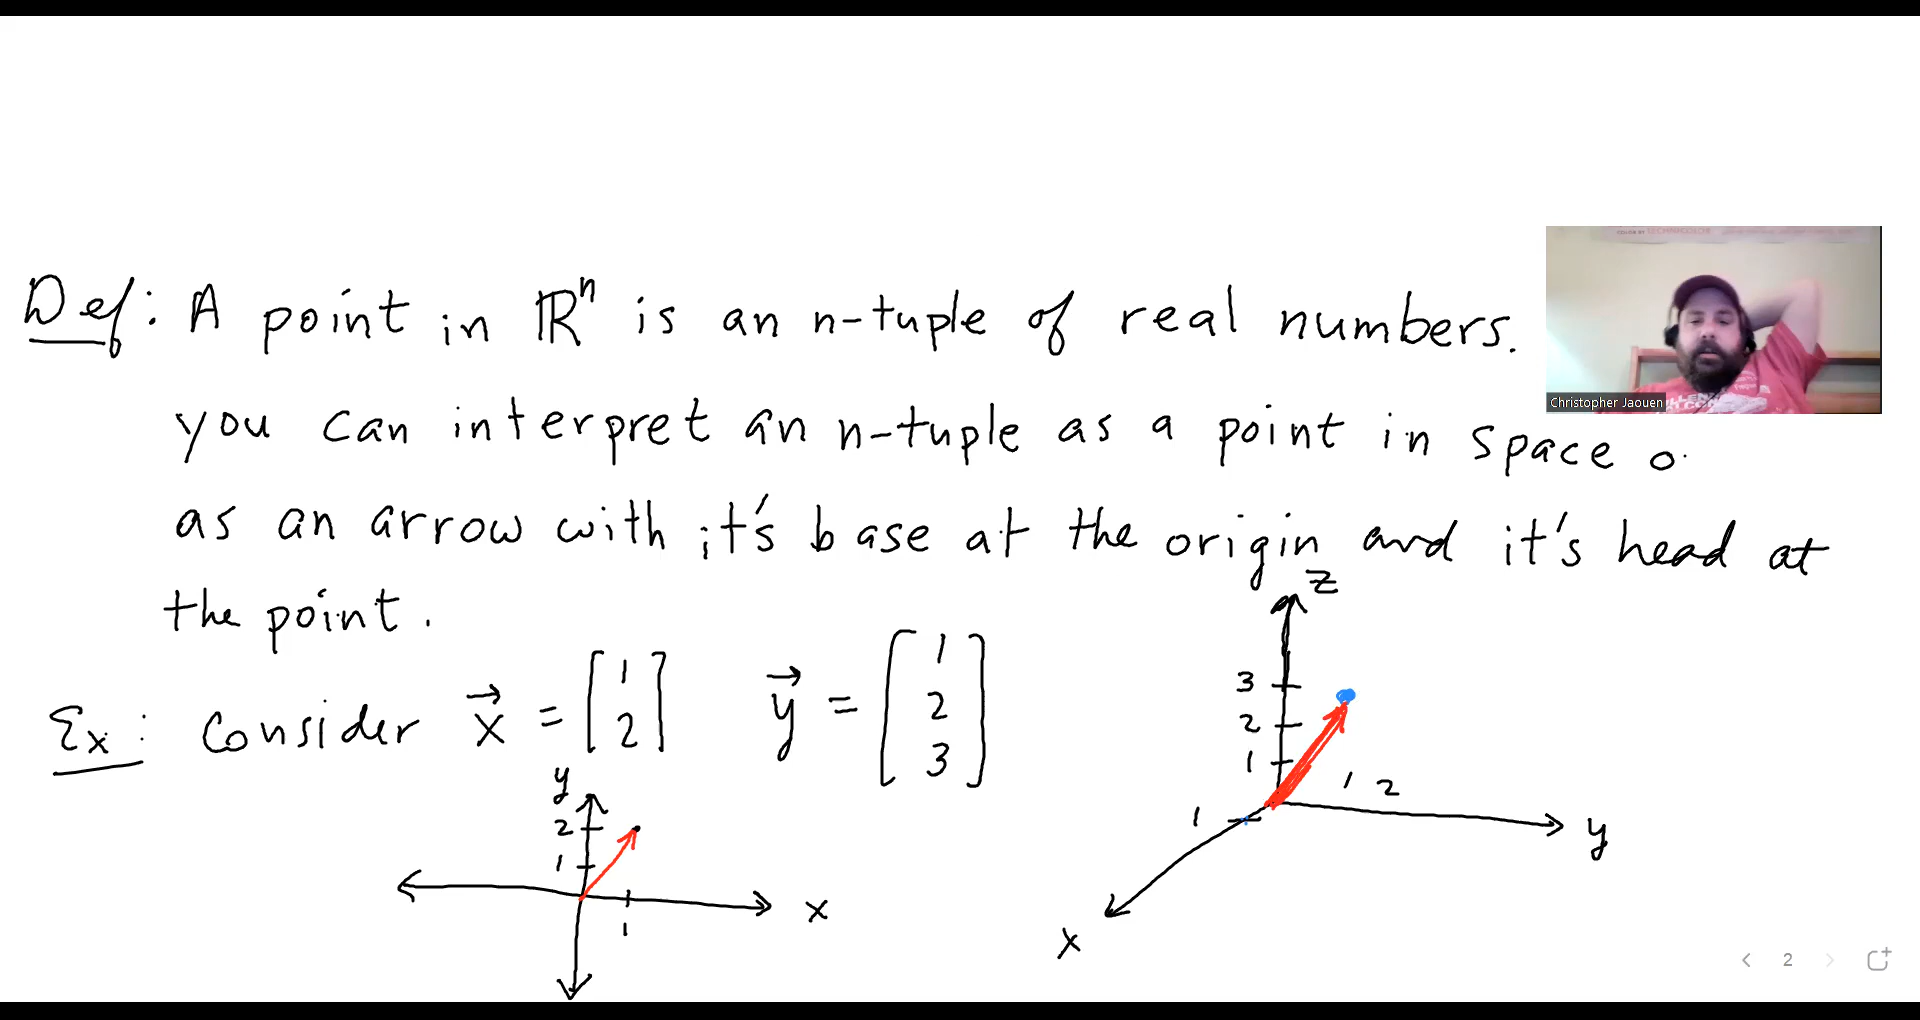 Def: A point in ℝⁿ is an n-tuple of real numbers.
you can interpret an n-tuple as a point in space
as an arrow with it's base at the origin and it's head at
the point.
Ex: Consider x⃗ = [1 2] y⃗ = [1 2 3]
y
2
1
x
1
z
3
2
1
1 2
1
y
x
Christopher Jaouen
2